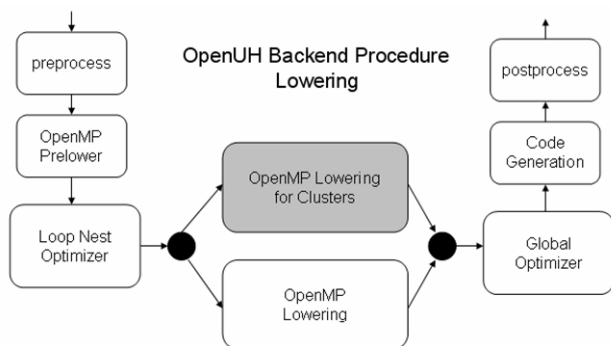 OpenUH Backend Procedure
Lowering
preprocess
OpenMP
Prelower
Loop Nest
Optimizer
OpenMP Lowering
for Clusters
OpenMP
Lowering
Global
Optimizer
Code
Generation
postprocess